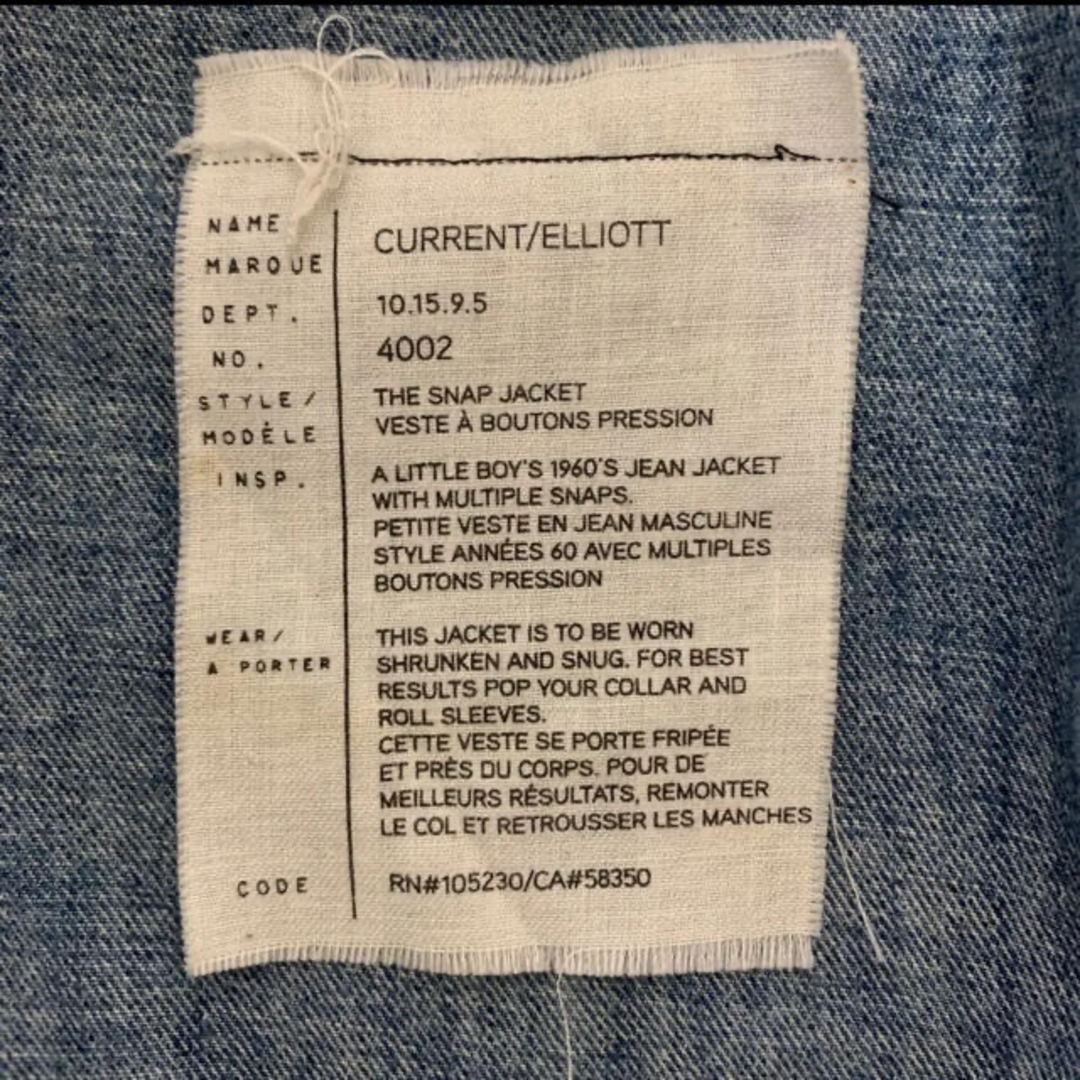 NAME
MARQUE
CURRENT/ELLIOTT
DEPT. 10.15.9.5
NO. 4002
STYLE/ THE SNAP JACKET
MODÈLE VESTE À BOUTONS PRESSION
INSP. A LITTLE BOY'S 1960'S JEAN JACKET
WITH MULTIPLE SNAPS.
PETITE VESTE EN JEAN MASCULINE
STYLE ANNÉES 60 AVEC MULTIPLES
BOUTONS PRESSION
WEAR/ THIS JACKET IS TO BE WORN
A PORTER SHRUNKEN AND SNUG. FOR BEST
RESULTS POP YOUR COLLAR AND
ROLL SLEEVES.
CETTE VESTE SE PORTE FRIPÉE
ET PRÈS DU CORPS. POUR DE
MEILLEURS RÉSULTATS, REMONTER
LE COL ET RETROUSSER LES MANCHES
CODE RN#105230/CA#58350